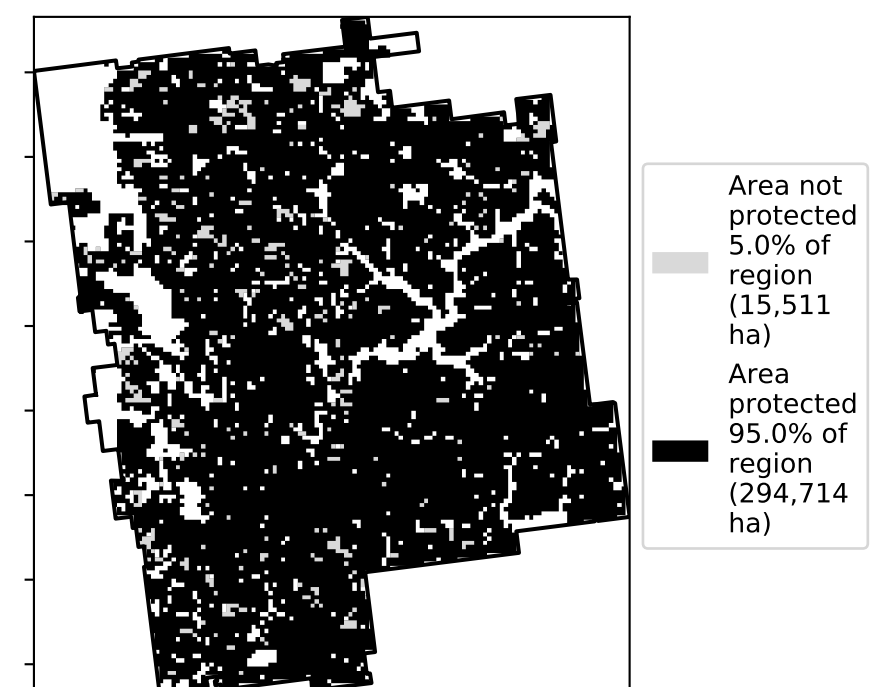 Area not
protected
5.0% of
region
(15,511
ha)
Area
protected
95.0% of
region
(294,714
ha)